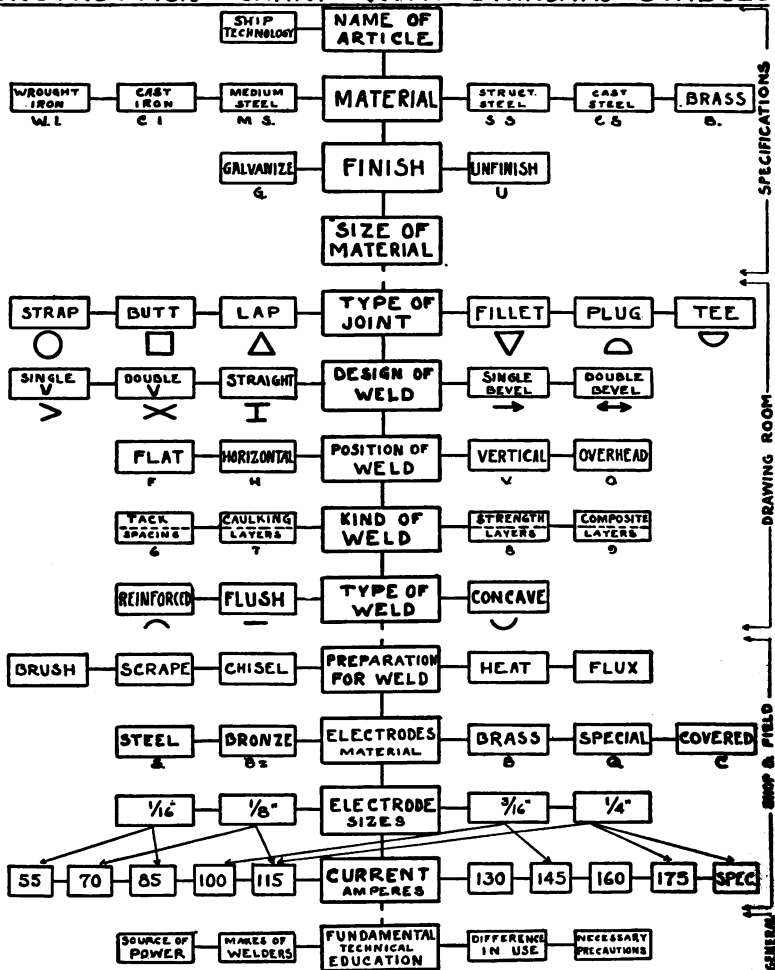 SHIP TECHNOLOGY
NAME OF ARTICLE
WROUGHT IRON
CAST IRON
MEDIUM STEEL
MATERIAL
STRUCT. STEEL
CAST STEEL
BRASS
W.I.
C I
M S.
S S
C S
B.
GALVANIZE
FINISH
UNFINISH
G
U
SIZE OF MATERIAL
SPECIFICATIONS
STRAP
BUTT
LAP
TYPE OF JOINT
FILLET
PLUG
TEE
SINGLE V
DOUBLE V
STRAIGHT
DESIGN OF WELD
SINGLE BEVEL
DOUBLE BEVEL
FLAT
HORIZONTAL
POSITION OF WELD
VERTICAL
OVERHEAD
F
H
V
O
TACK SPACING
CAULKING LAYERS
KIND OF WELD
STRENGTH LAYERS
COMPOSITE LAYERS
6
7
8
9
REINFORCED
FLUSH
TYPE OF WELD
CONCAVE
DRAWING ROOM
BRUSH
SCRAPE
CHISEL
PREPARATION FOR WELD
HEAT
FLUX
STEEL
BRONZE
ELECTRODES MATERIAL
BRASS
SPECIAL
COVERED
Bz
B
C
1/16"
1/8"
ELECTRODE SIZES
3/16"
1/4"
55
70
85
100
115
CURRENT AMPERES
130
145
160
175
SPEC.
SHOP & FIELD
SOURCE OF POWER
MAKES OF WELDERS
FUNDAMENTAL TECHNICAL EDUCATION
DIFFERENCE IN USE
NECESSARY PRECAUTIONS
GENERAL